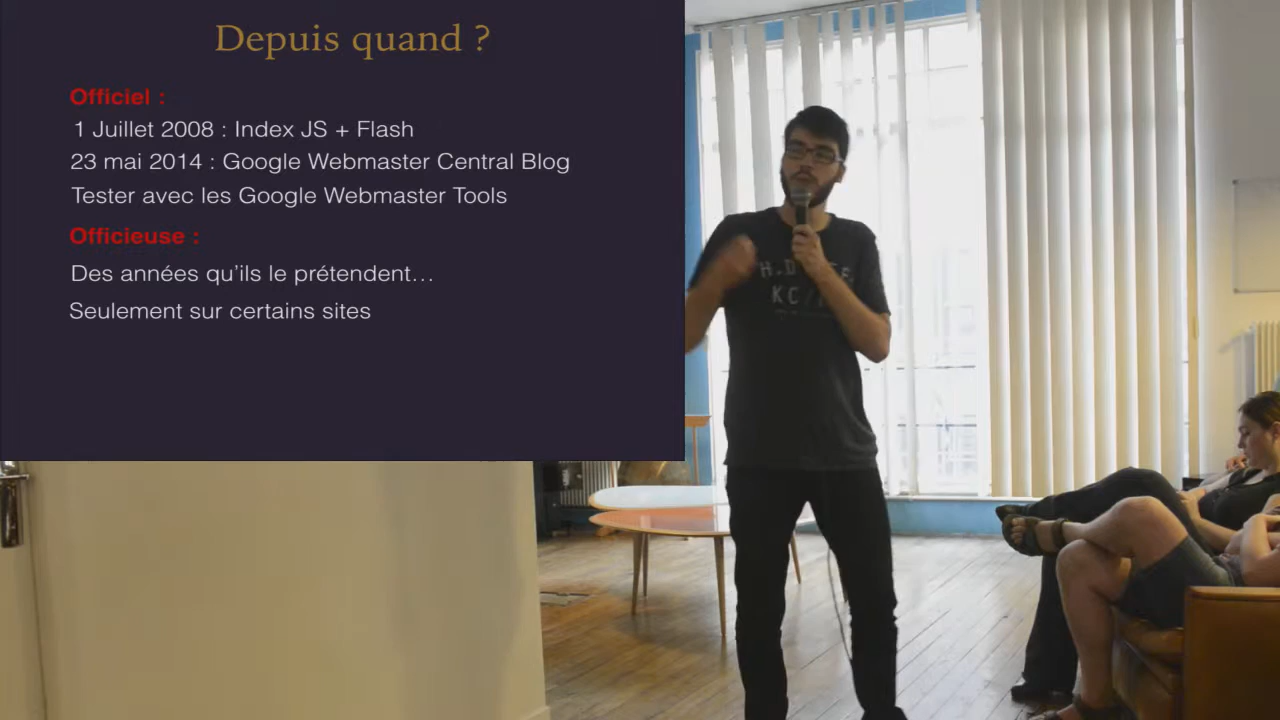 Depuis quand ?
Officiel :
1 Juillet 2008 : Index JS + Flash
23 mai 2014 : Google Webmaster Central Blog
Tester avec les Google Webmaster Tools
Officieuse :
Des années qu'ils le prétendent…
Seulement sur certains sites